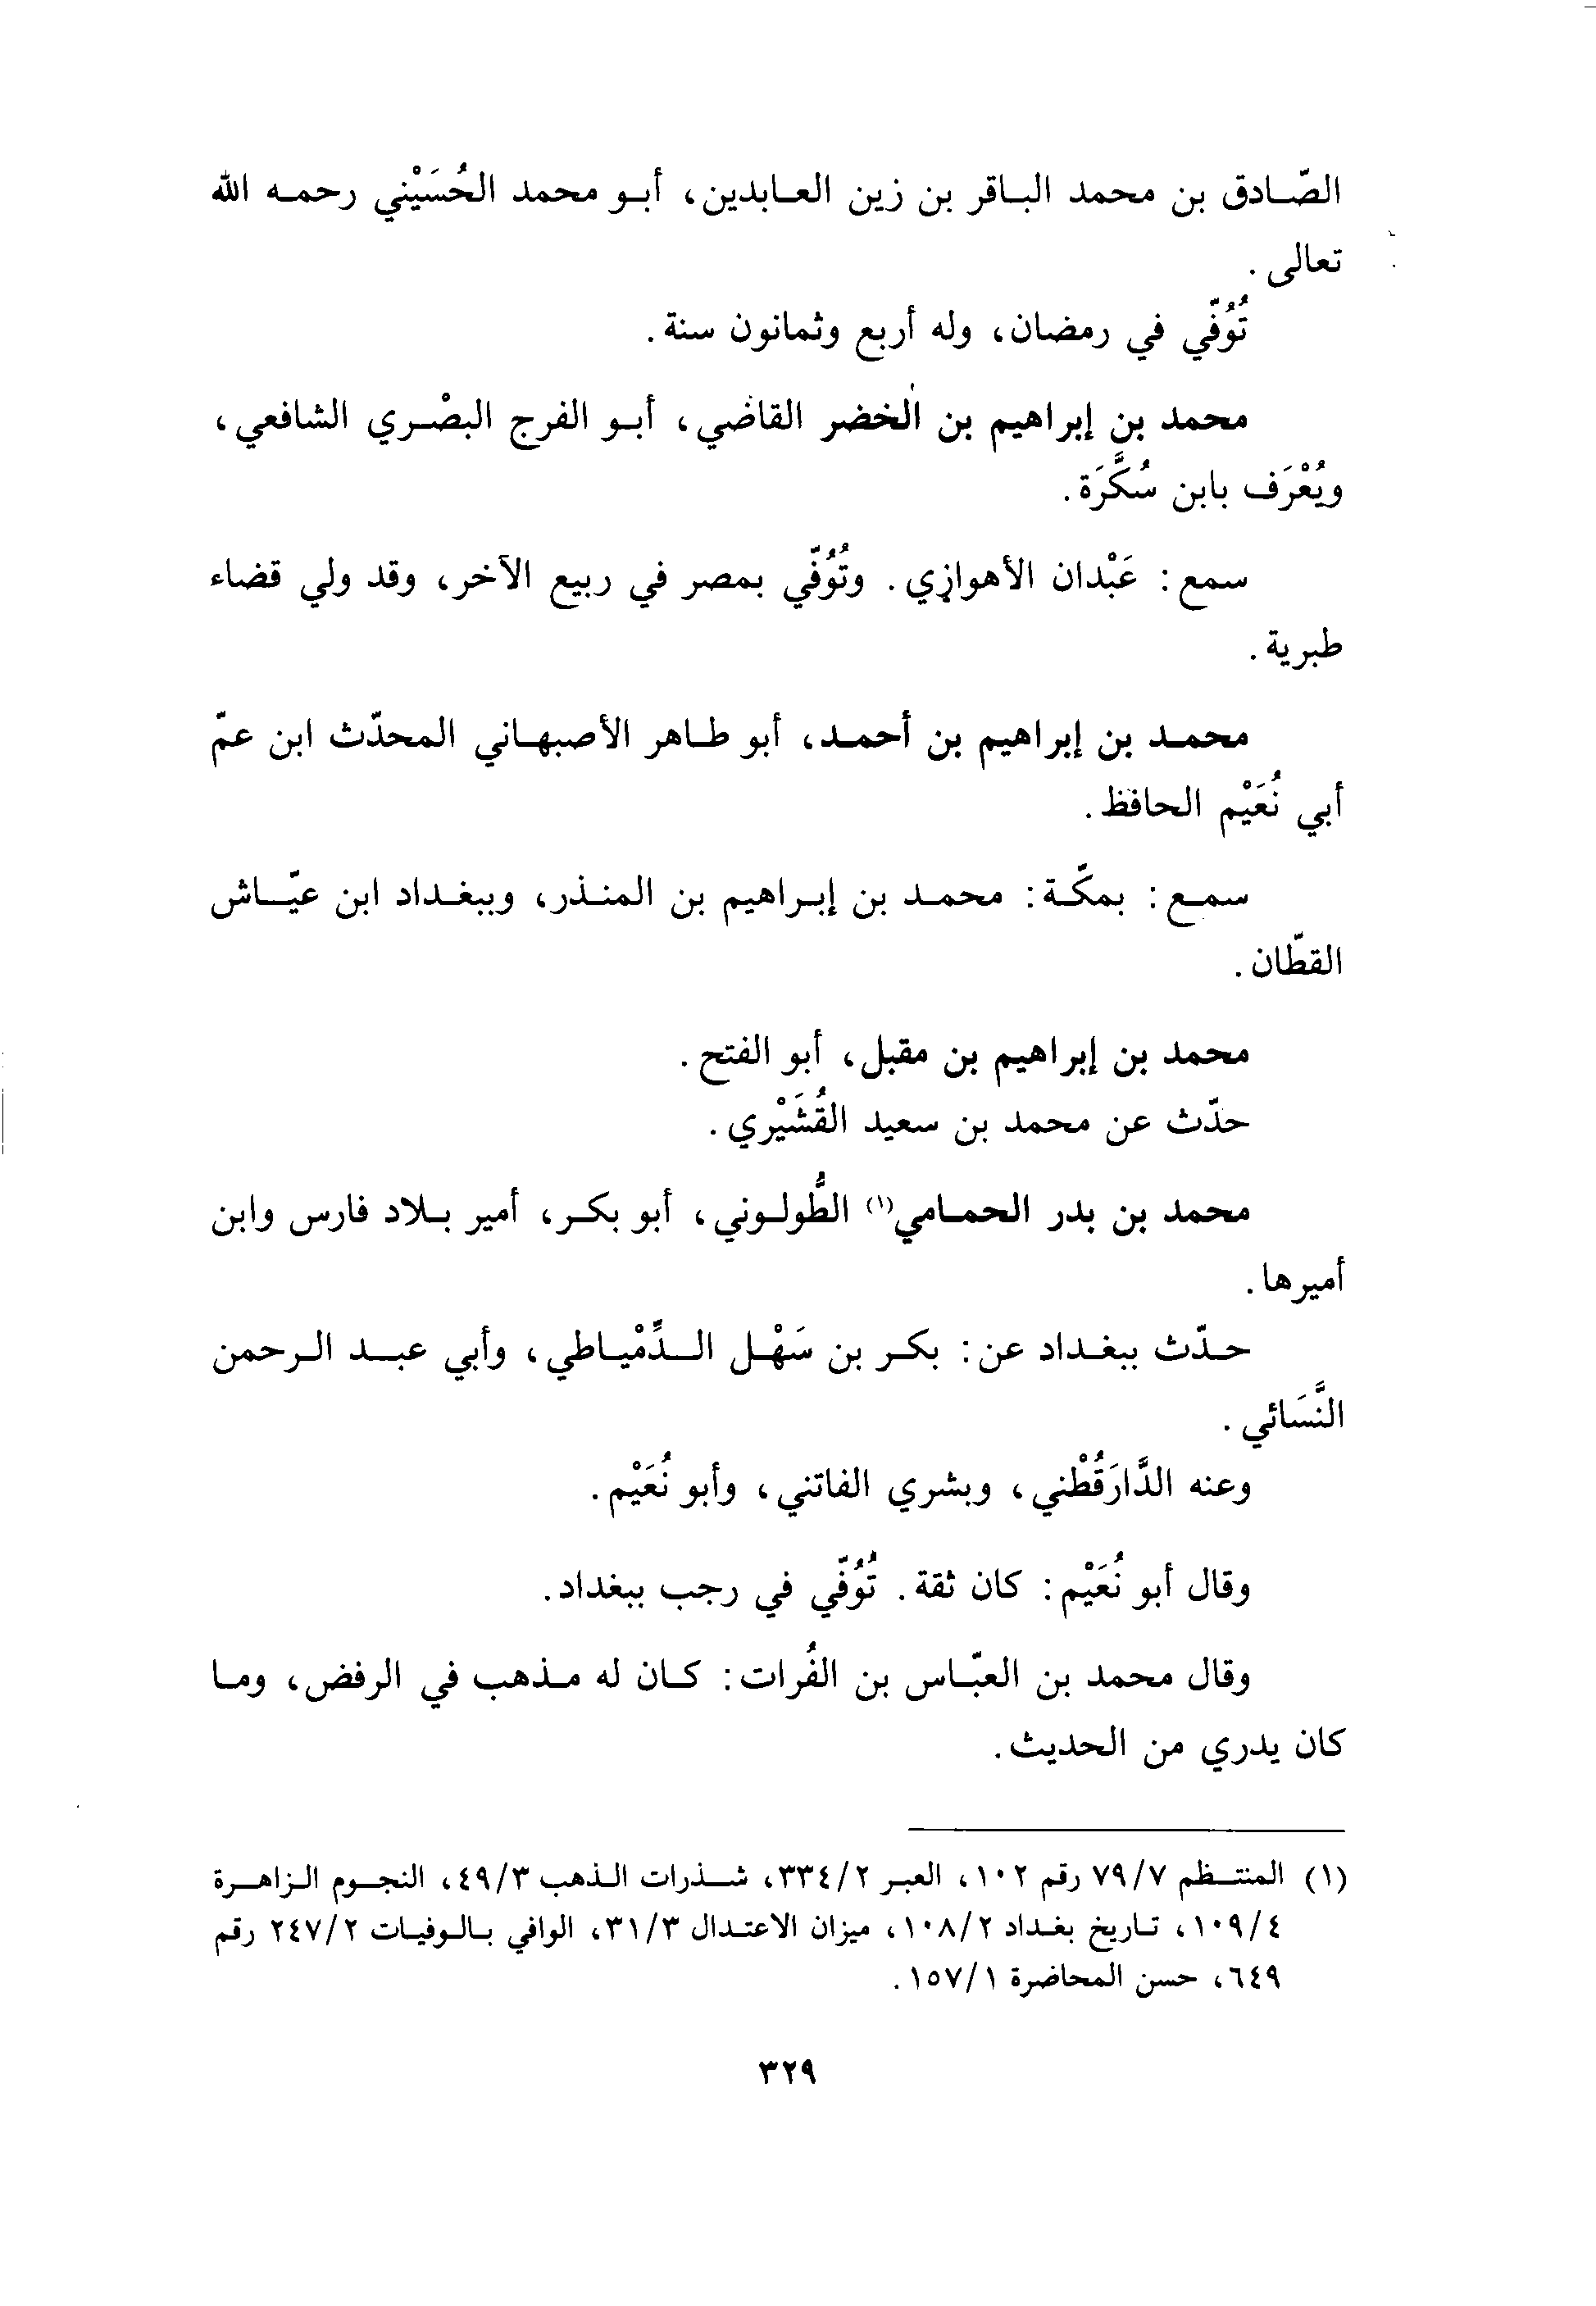 الصّادق بن محمد الباقر بن زين العابدين، أبو محمد الحُسَيْني رحمه الله
تعالى.
تُوُفّي في رمضان، وله أربع وثمانون سنة.
محمد بن إبراهيم بن الخضر القاضي، أبو الفرج البصْري الشافعي،
ويُعْرَف بابن سُكَّرَة.
سمع: عَبْدان الأهوازي. وتُوُفّي بمصر في ربيع الآخر، وقد ولي قضاء
طبرية.
محمد بن إبراهيم بن أحمد، أبو طاهر الأصبهاني المحدّث ابن عمّ
أبي نُعَيْم الحافظ.
سمع: بمكّة: محمد بن إبراهيم بن المنذر، وببغداد ابن عيّاش
القطّان.
محمد بن إبراهيم بن مقبل، أبو الفتح.
حدّث عن محمد بن سعيد القُشَيْري.
محمد بن بدر الحمامي(١) الطُّولوني، أبو بكر، أمير بلاد فارس وابن
أميرها.
حدّث ببغداد عن: بكر بن سَهْل الدِّمْياطي، وأبي عبد الرحمن
النَّسَائي.
وعنه الدَّارَقُطْني، وبشري الفاتني، وأبو نُعَيْم.
وقال أبو نُعَيْم: كان ثقة. تُوُفّي في رجب ببغداد.
وقال محمد بن العبّاس بن الفُرات: كان له مذهب في الرفض، وما
كان يدري من الحديث.
(١) المنتظم ٧٩/٧ رقم ١٠٢، العبر ٣٣٤/٢، شذرات الذهب ٤٩/٣، النجوم الزاهرة
١٠٩/٤، تاريخ بغداد ١٠٨/٢، ميزان الاعتدال ٣١/٣، الوافي بالوفيات ٢٤٧/٢ رقم
٦٤٩، حسن المحاضرة ١٥٧/١.
٣٢٩